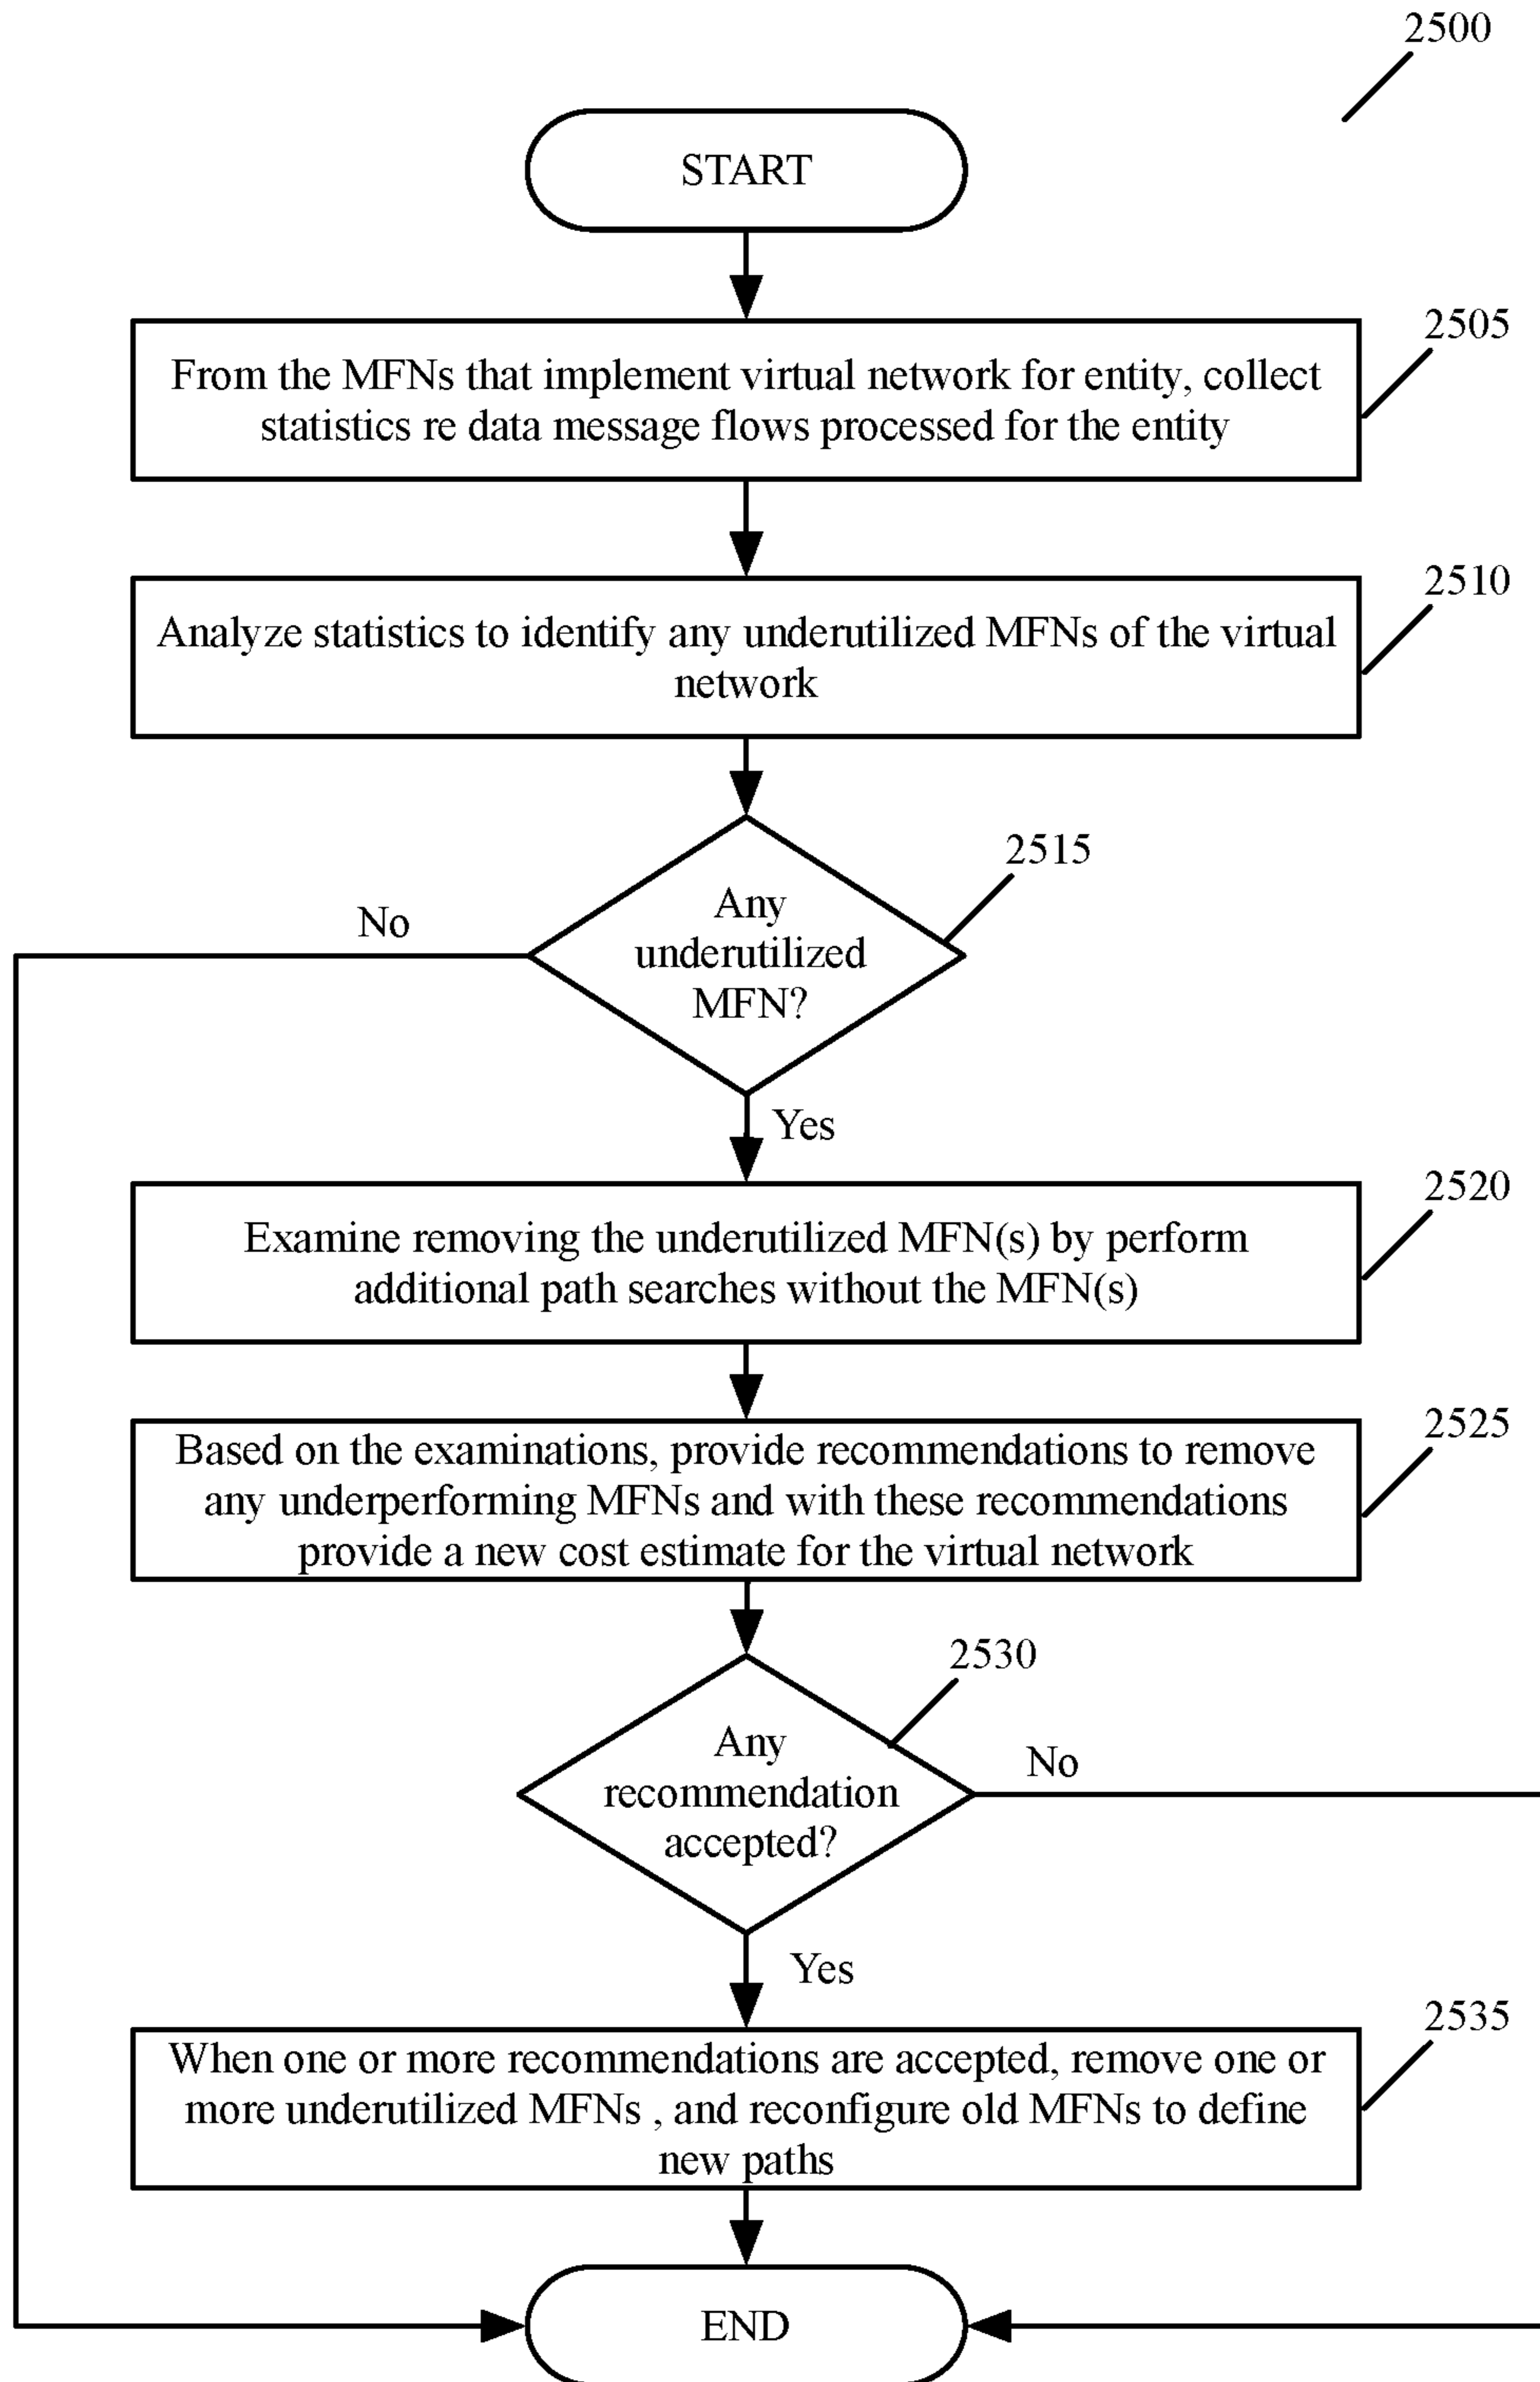 2500
START
2505
From the MFNs that implement virtual network for entity, collect
statistics re data message flows processed for the entity
2510
Analyze statistics to identify any underutilized MFNs of the virtual
network
2515
Any
underutilized
MFN?
No
Yes
2520
Examine removing the underutilized MFN(s) by perform
additional path searches without the MFN(s)
2525
Based on the examinations, provide recommendations to remove
any underperforming MFNs and with these recommendations
provide a new cost estimate for the virtual network
2530
Any
recommendation
accepted?
No
Yes
2535
When one or more recommendations are accepted, remove one or
more underutilized MFNs , and reconfigure old MFNs to define
new paths
END